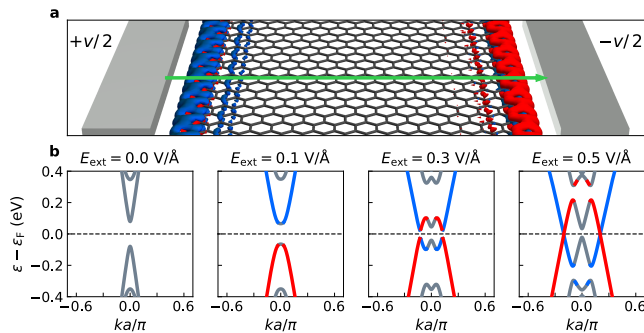 a
+v/2
−v/2
b
E_ext = 0.0 V/Å
E_ext = 0.1 V/Å
E_ext = 0.3 V/Å
E_ext = 0.5 V/Å
ε − ε_F (eV)
0.4
0.2
0.0
−0.2
−0.4
−0.6 0.0 0.6
−0.6 0.0 0.6
−0.6 0.0 0.6
−0.6 0.0 0.6
ka/π
ka/π
ka/π
ka/π